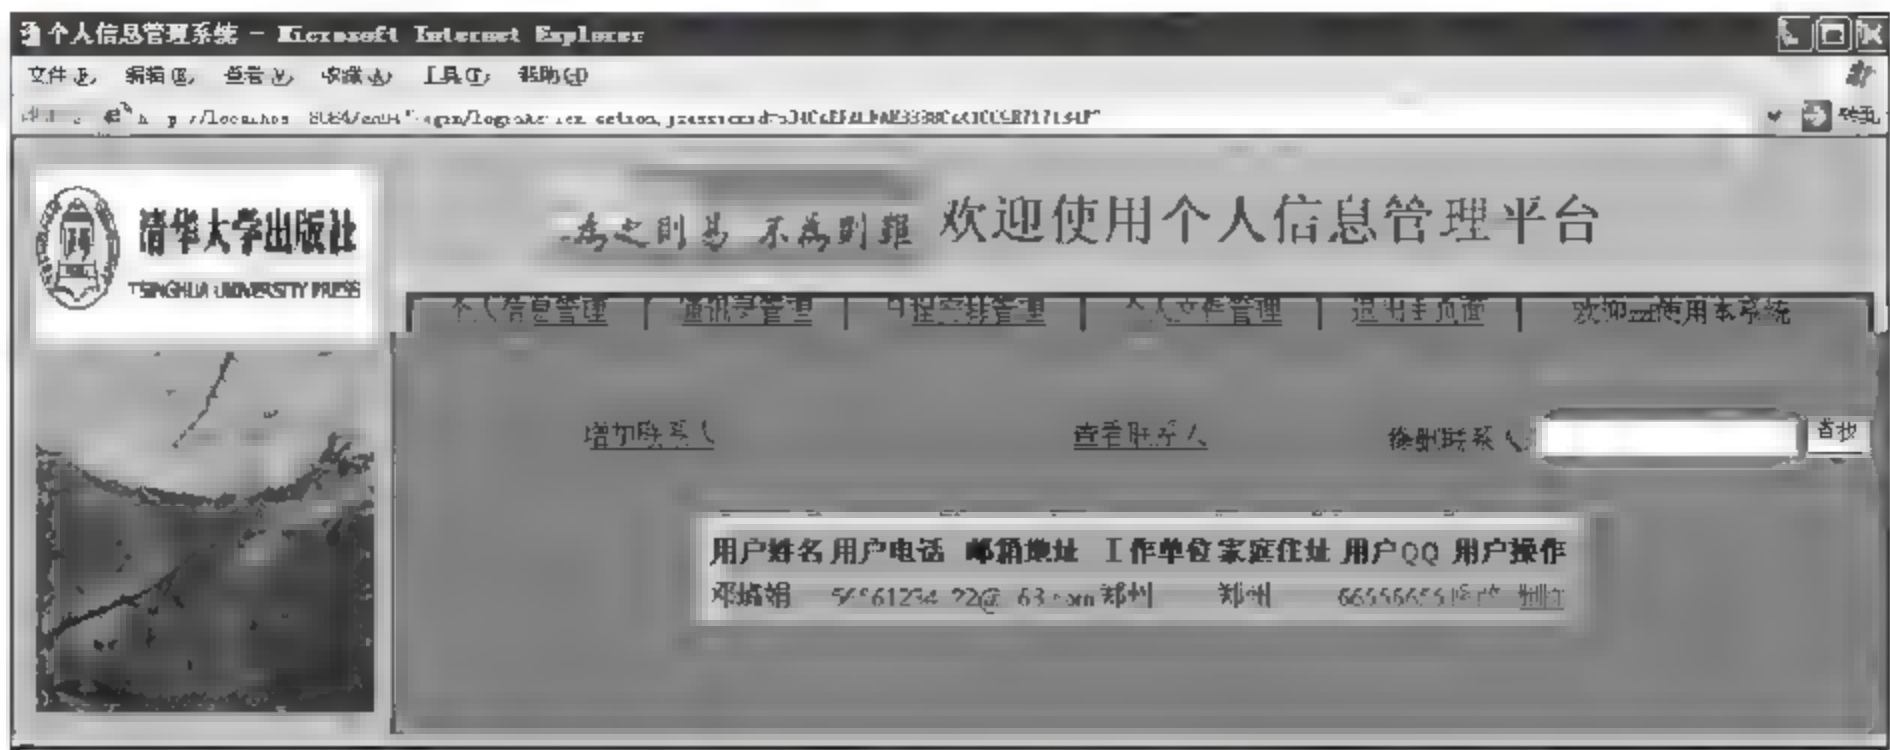 个人信息管理系统 - Microsoft Internet Explorer
文件 编辑 查看 收藏 工具(T) 帮助(H)
转到
清华大学出版社
TSINGHUA UNIVERSITY PRESS
为之则易 不為則難 欢迎使用个人信息管理平台
个人信息管理 通讯录管理 日程安排管理 个人文件管理 退出主页面 欢迎 使用本系统
增加联系人 查看联系人 修删联系人 查找
用户姓名 用户电话 邮箱地址 工作单位 家庭住址 用户QQ 用户操作
郑州 郑州 修改 删除